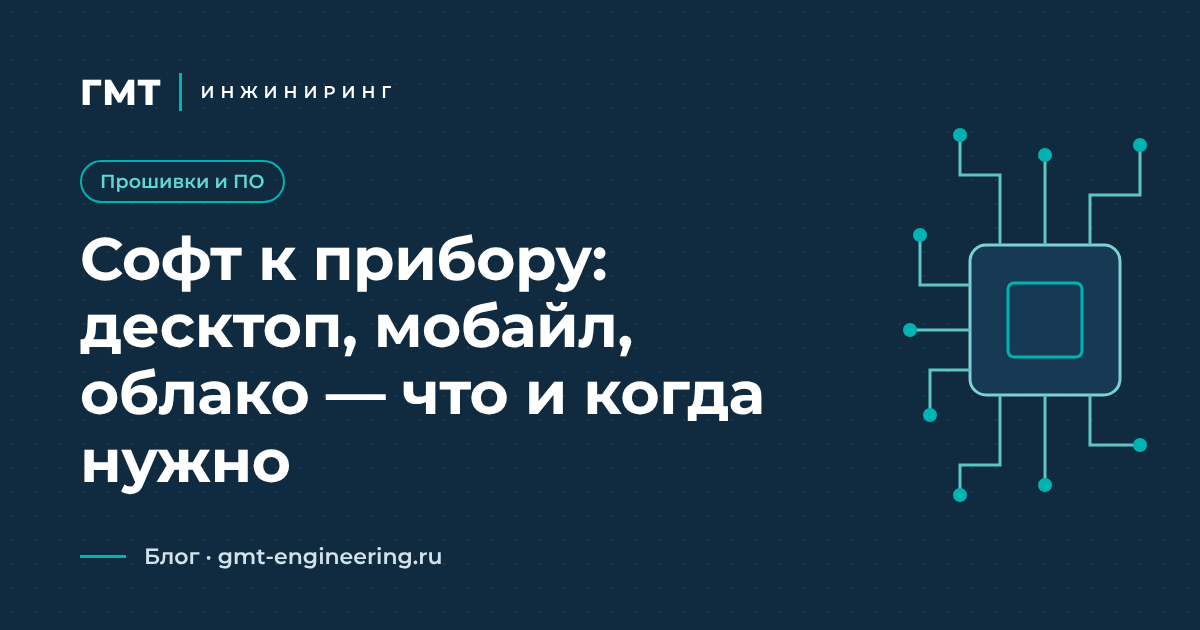 ГМТ | ИНЖИНИРИНГ
Прошивки и ПО
Софт к прибору:
десктоп, мобайл,
облако — что и когда
нужно
Блог · gmt-engineering.ru